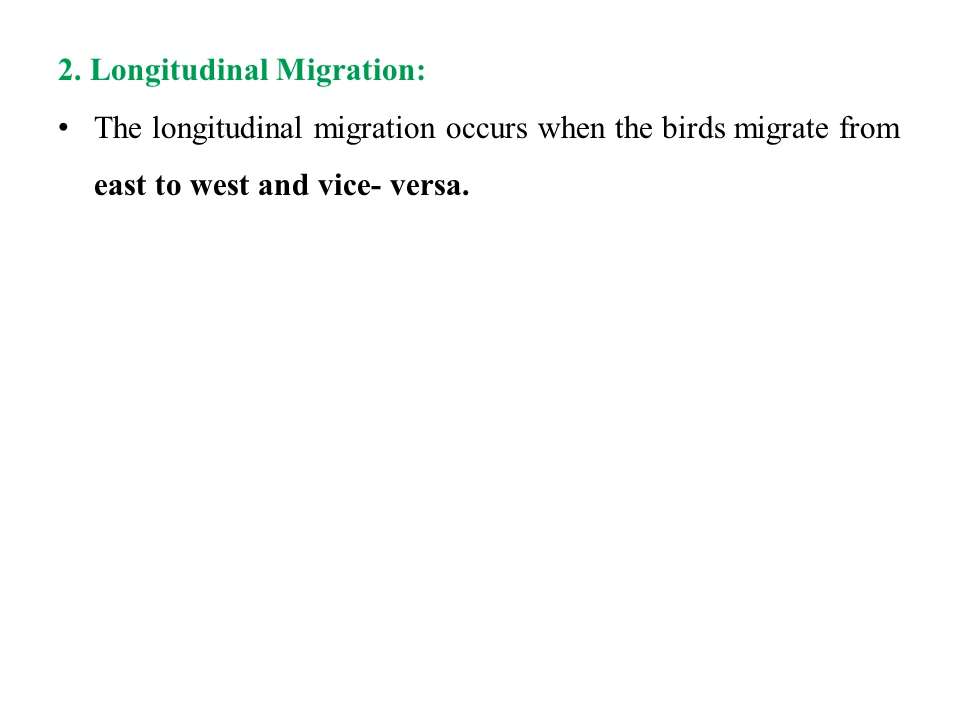 2. Longitudinal Migration:
• The longitudinal migration occurs when the birds migrate from
east to west and vice- versa.